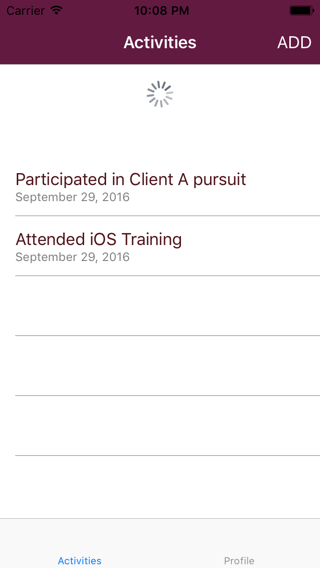 Carrier 10:08 PM
Activities ADD
Participated in Client A pursuit
September 29, 2016
Attended iOS Training
September 29, 2016
Activities Profile